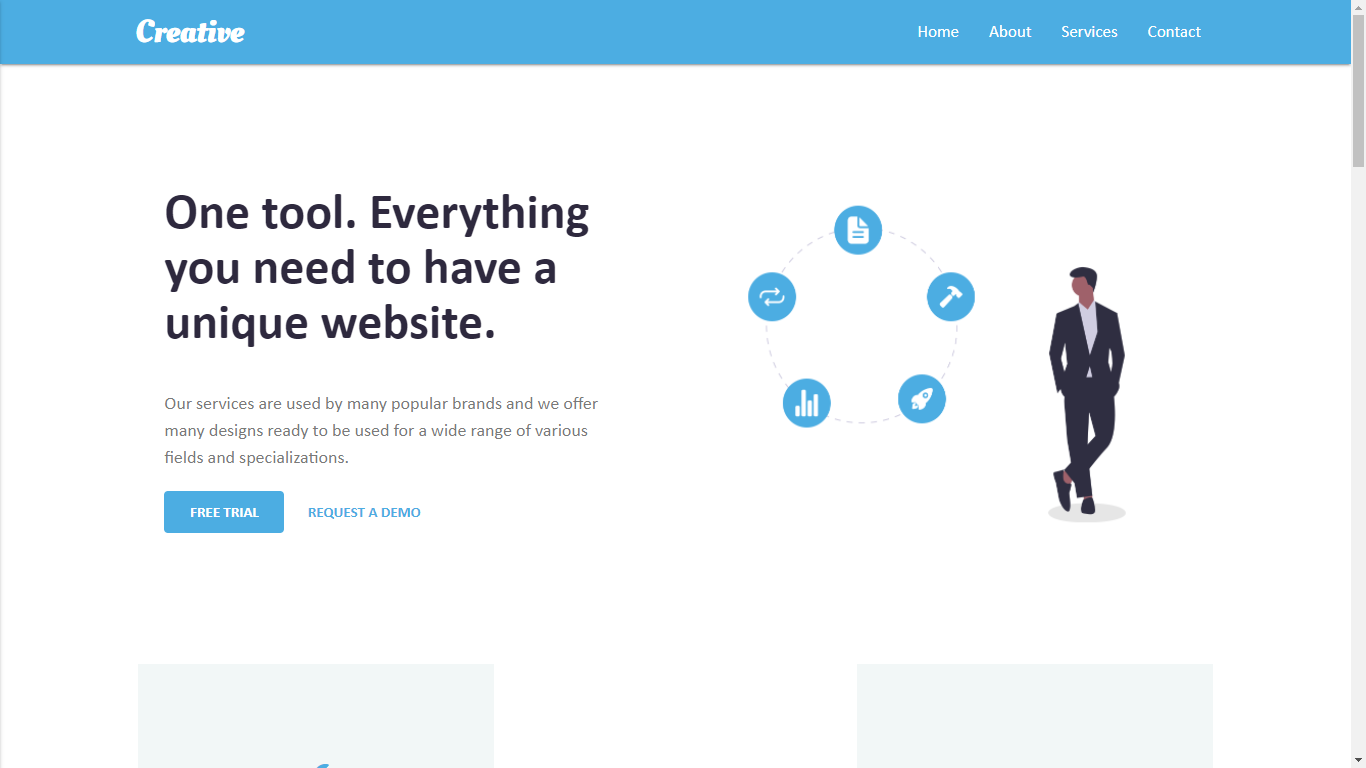 Creative
Home About Services Contact
One tool. Everything
you need to have a
unique website.
Our services are used by many popular brands and we offer
many designs ready to be used for a wide range of various
fields and specializations.
FREE TRIAL REQUEST A DEMO